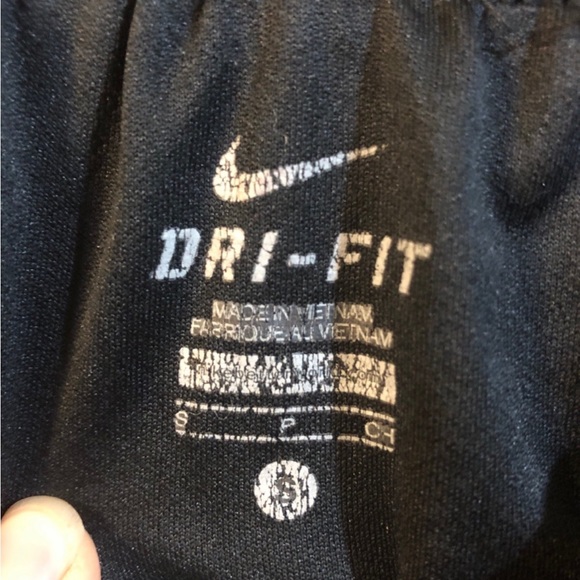 DRI-FIT
MADE IN VIETNAM
FABRIQUE AU VIETNAM
S P CH
S